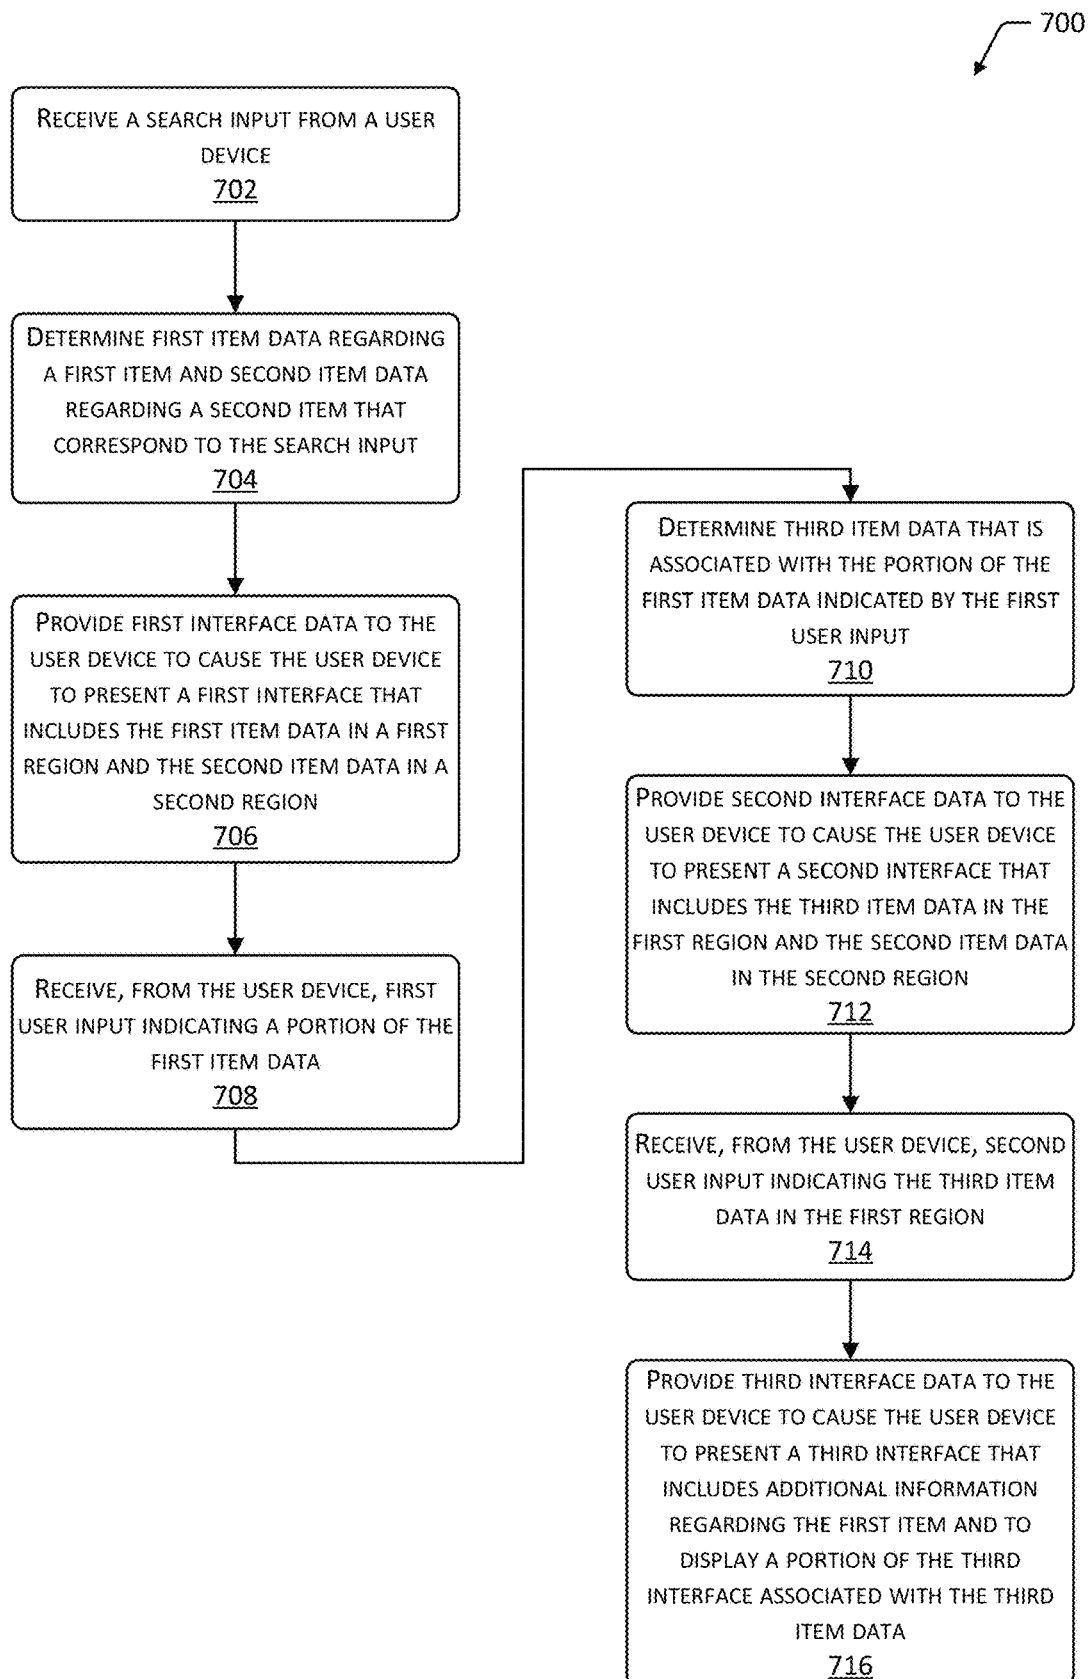 700
RECEIVE A SEARCH INPUT FROM A USER
DEVICE
702
DETERMINE FIRST ITEM DATA REGARDING
A FIRST ITEM AND SECOND ITEM DATA
REGARDING A SECOND ITEM THAT
CORRESPOND TO THE SEARCH INPUT
704
PROVIDE FIRST INTERFACE DATA TO THE
USER DEVICE TO CAUSE THE USER DEVICE
TO PRESENT A FIRST INTERFACE THAT
INCLUDES THE FIRST ITEM DATA IN A FIRST
REGION AND THE SECOND ITEM DATA IN A
SECOND REGION
706
RECEIVE, FROM THE USER DEVICE, FIRST
USER INPUT INDICATING A PORTION OF THE
FIRST ITEM DATA
708
DETERMINE THIRD ITEM DATA THAT IS
ASSOCIATED WITH THE PORTION OF THE
FIRST ITEM DATA INDICATED BY THE FIRST
USER INPUT
710
PROVIDE SECOND INTERFACE DATA TO THE
USER DEVICE TO CAUSE THE USER DEVICE
TO PRESENT A SECOND INTERFACE THAT
INCLUDES THE THIRD ITEM DATA IN THE
FIRST REGION AND THE SECOND ITEM DATA
IN THE SECOND REGION
712
RECEIVE, FROM THE USER DEVICE, SECOND
USER INPUT INDICATING THE THIRD ITEM
DATA IN THE FIRST REGION
714
PROVIDE THIRD INTERFACE DATA TO THE
USER DEVICE TO CAUSE THE USER DEVICE
TO PRESENT A THIRD INTERFACE THAT
INCLUDES ADDITIONAL INFORMATION
REGARDING THE FIRST ITEM AND TO
DISPLAY A PORTION OF THE THIRD
INTERFACE ASSOCIATED WITH THE THIRD
ITEM DATA
716